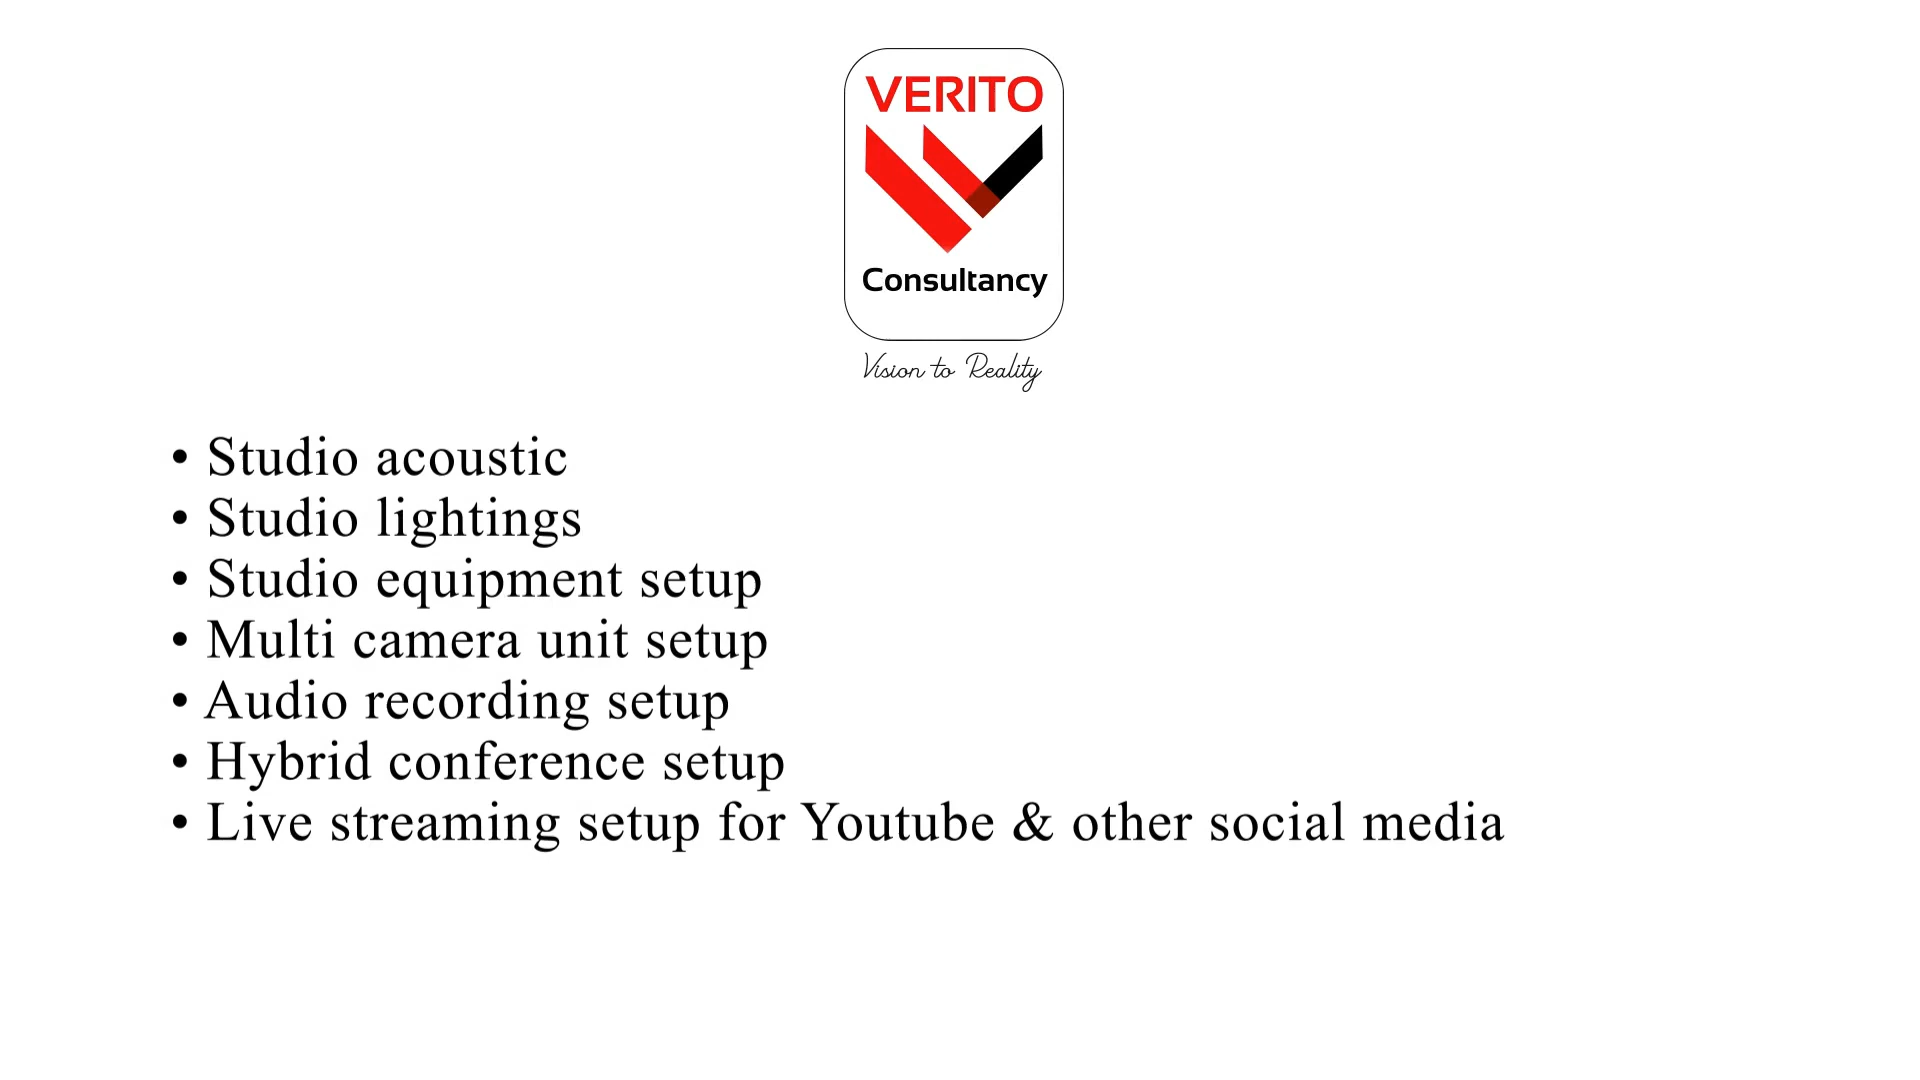 VERITO
Consultancy
Vision to Reality
• Studio acoustic
• Studio lightings
• Studio equipment setup
• Multi camera unit setup
• Audio recording setup
• Hybrid conference setup
• Live streaming setup for Youtube & other social media